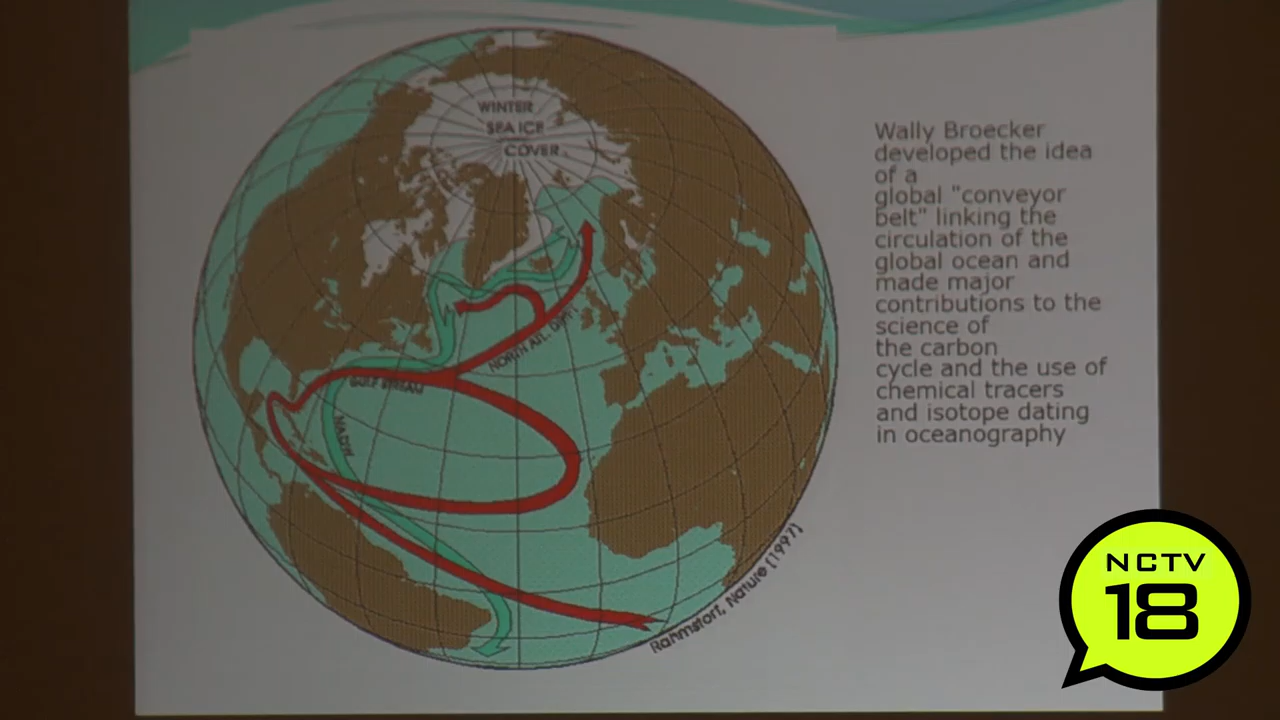 WINTER
SEA ICE
COVER
NORTH ATL. DRIFT
GULF STREAM
NADW
Rahmstorf, Nature (1997)
Wally Broecker
developed the idea
of a
global "conveyor
belt" linking the
circulation of the
global ocean and
made major
contributions to the
science of
the carbon
cycle and the use of
chemical tracers
and isotope dating
in oceanography
NCTV
18